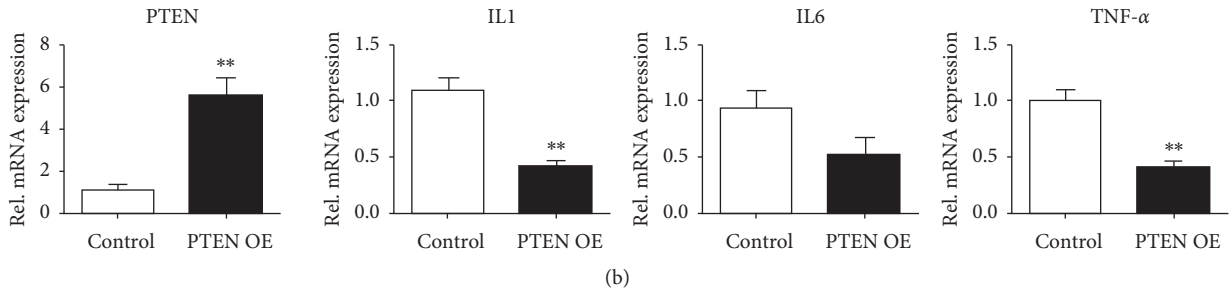 PTEN
Rel. mRNA expression
8
6
4
2
0
**
Control PTEN OE
IL1
Rel. mRNA expression
1.5
1.0
0.5
0.0
**
Control PTEN OE
IL6
Rel. mRNA expression
1.5
1.0
0.5
0.0
Control PTEN OE
TNF-α
Rel. mRNA expression
1.5
1.0
0.5
0.0
**
Control PTEN OE
(b)